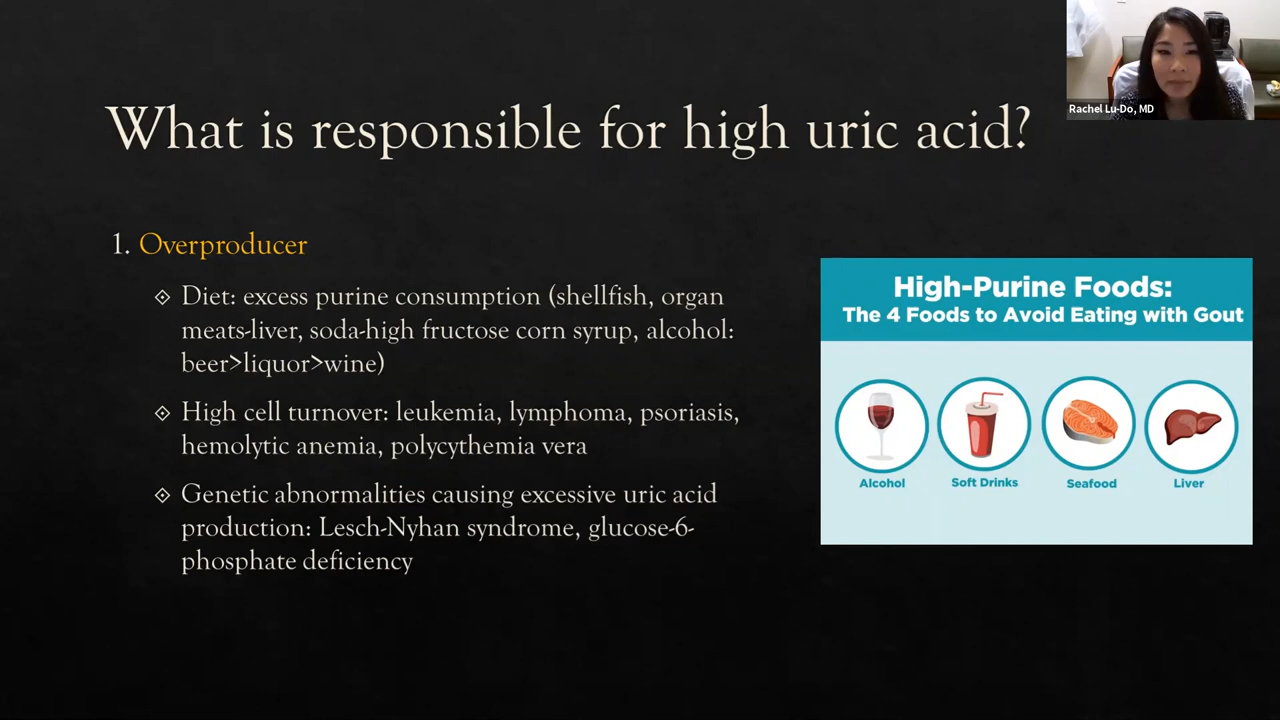 Rachel Lu-Do, MD
What is responsible for high uric acid?
1. Overproducer
Diet: excess purine consumption (shellfish, organ
meats-liver, soda-high fructose corn syrup, alcohol:
beer>liquor>wine)
High cell turnover: leukemia, lymphoma, psoriasis,
hemolytic anemia, polycythemia vera
Genetic abnormalities causing excessive uric acid
production: Lesch-Nyhan syndrome, glucose-6-
phosphate deficiency
High-Purine Foods:
The 4 Foods to Avoid Eating with Gout
Alcohol
Soft Drinks
Seafood
Liver